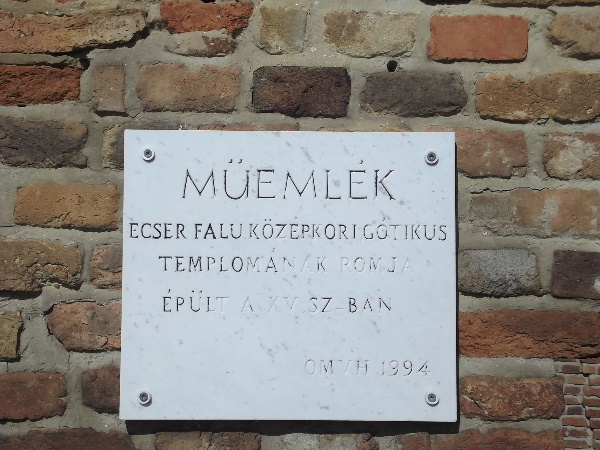 MŰEMLÉK
ECSER FALU KÖZÉPKORI GÓTIKUS
TEMPLOMÁNAK ROMJA
ÉPÜLT A XV. SZ-BAN
OMVH 1994